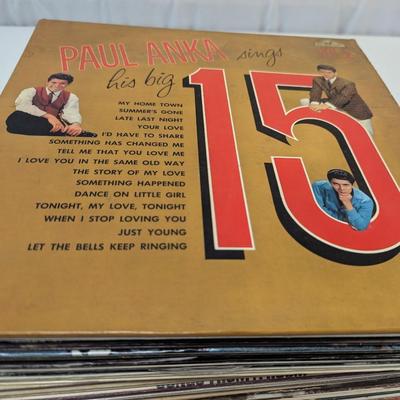 PAUL ANKA sings
his big
15
MY HOME TOWN
SUMMER'S GONE
LATE LAST NIGHT
YOUR LOVE
I'D HAVE TO SHARE
SOMETHING HAS CHANGED ME
TELL ME THAT YOU LOVE ME
I LOVE YOU IN THE SAME OLD WAY
THE STORY OF MY LOVE
SOMETHING HAPPENED
DANCE ON LITTLE GIRL
TONIGHT, MY LOVE, TONIGHT
WHEN I STOP LOVING YOU
JUST YOUNG
LET THE BELLS KEEP RINGING